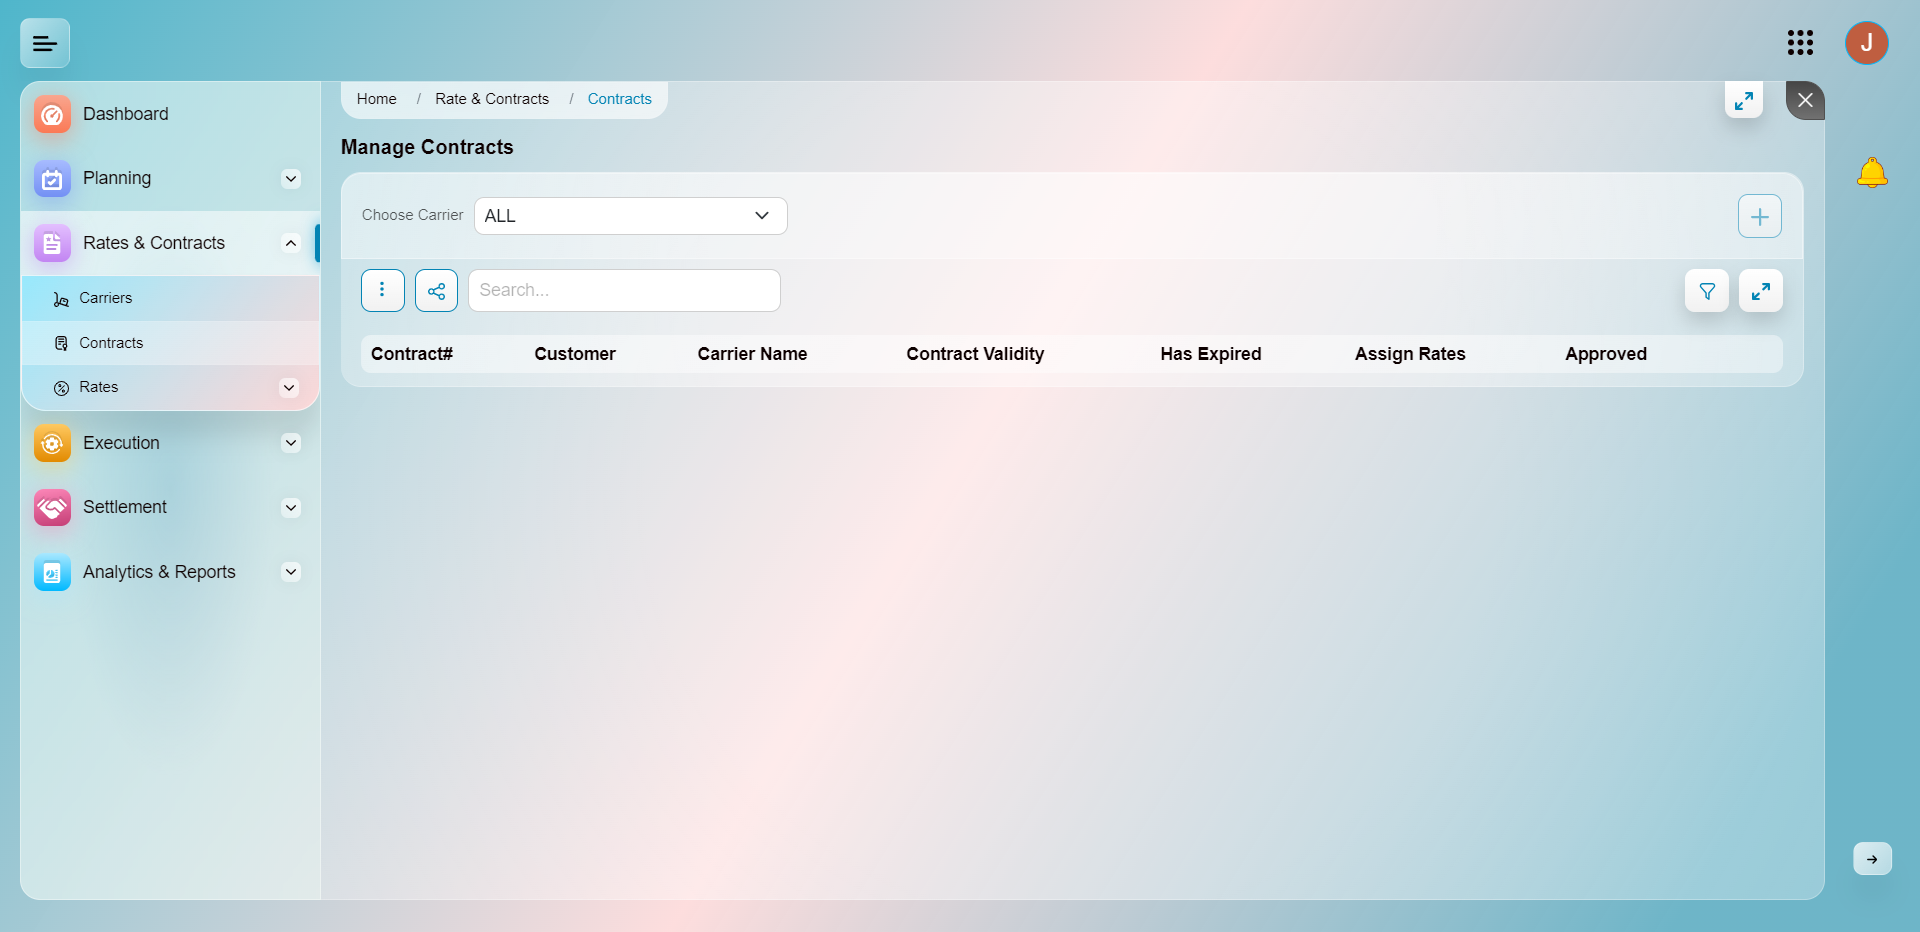 J
Dashboard
Planning
Rates & Contracts
Carriers
Contracts
Rates
Execution
Settlement
Analytics & Reports
Home / Rate & Contracts / Contracts
Manage Contracts
Choose Carrier ALL
Search...
Contract# Customer Carrier Name Contract Validity Has Expired Assign Rates Approved